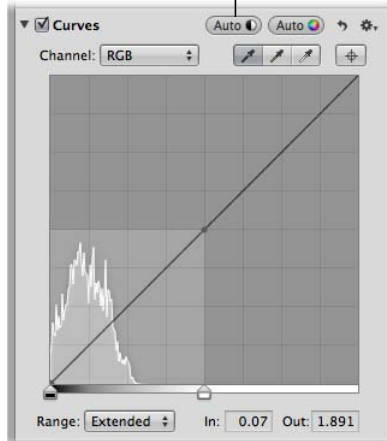 Curves Auto Auto
Channel: RGB
Range: Extended In: 0.07 Out: 1.891